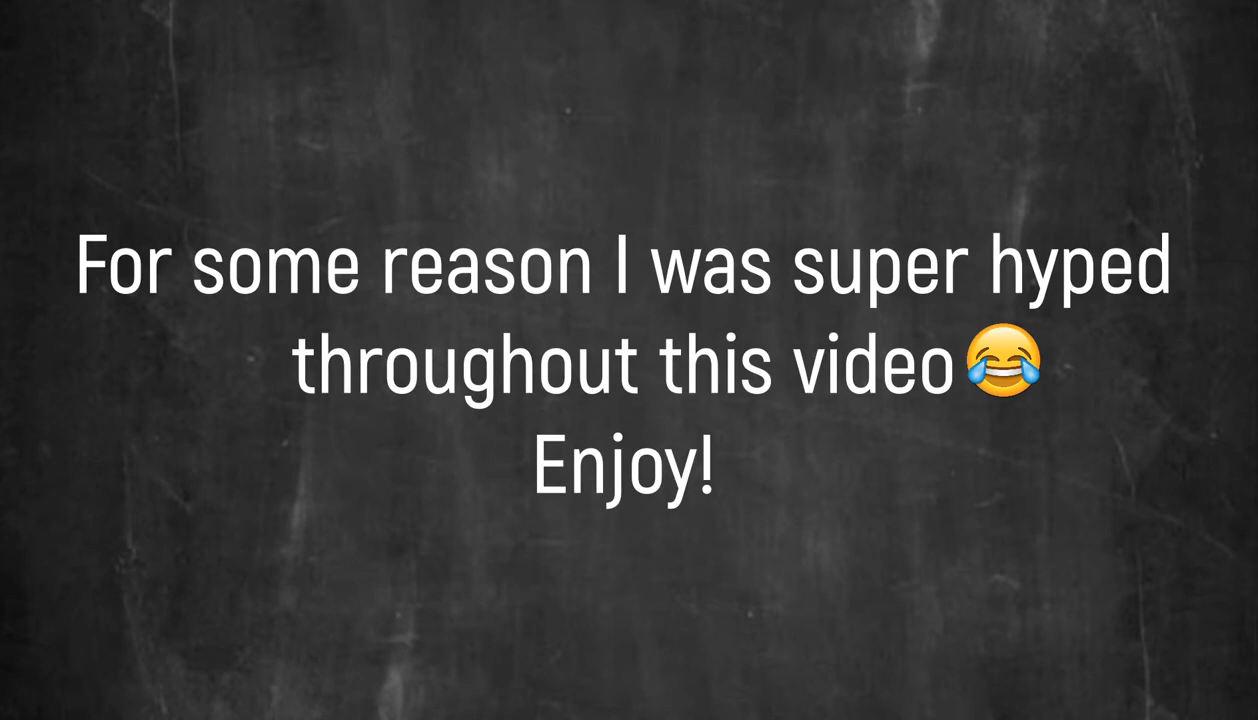 For some reason I was super hyped
throughout this video😂
Enjoy!